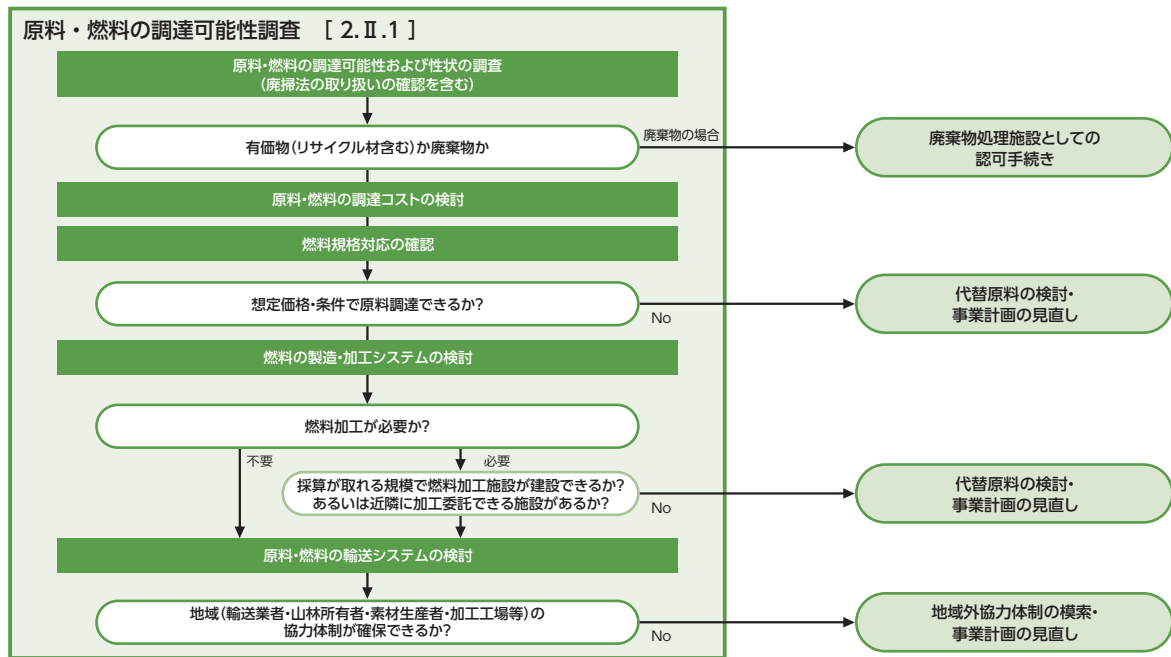 原料・燃料の調達可能性調査 [ 2.Ⅱ.1 ]
原料・燃料の調達可能性および性状の調査
(廃掃法の取り扱いの確認を含む)
有価物(リサイクル材含む)か廃棄物か
廃棄物の場合
廃棄物処理施設としての
認可手続き
原料・燃料の調達コストの検討
燃料規格対応の確認
想定価格・条件で原料調達できるか?
No
代替原料の検討・
事業計画の見直し
燃料の製造・加工システムの検討
燃料加工が必要か?
不要
必要
採算が取れる規模で燃料加工施設が建設できるか?
あるいは近隣に加工委託できる施設があるか?
No
代替原料の検討・
事業計画の見直し
原料・燃料の輸送システムの検討
地域(輸送業者・山林所有者・素材生産者・加工工場等)の
協力体制が確保できるか?
No
地域外協力体制の模索・
事業計画の見直し